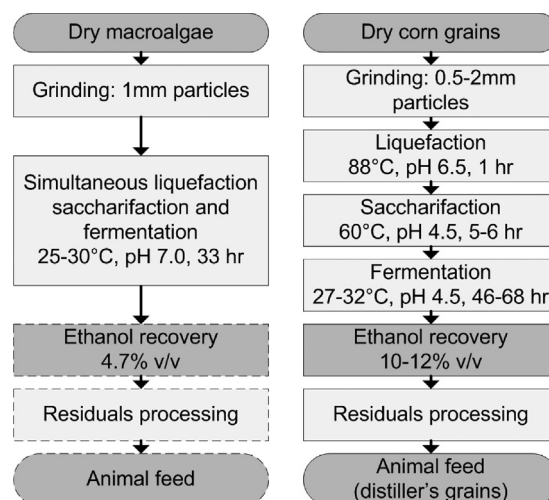 Dry macroalgae
Grinding: 1mm particles
Simultaneous liquefaction
saccharifaction and
fermentation
25-30°C, pH 7.0, 33 hr
Ethanol recovery
4.7% v/v
Residuals processing
Animal feed
Dry corn grains
Grinding: 0.5-2mm
particles
Liquefaction
88°C, pH 6.5, 1 hr
Saccharifaction
60°C, pH 4.5, 5-6 hr
Fermentation
27-32°C, pH 4.5, 46-68 hr
Ethanol recovery
10-12% v/v
Residuals processing
Animal feed
(distiller's grains)